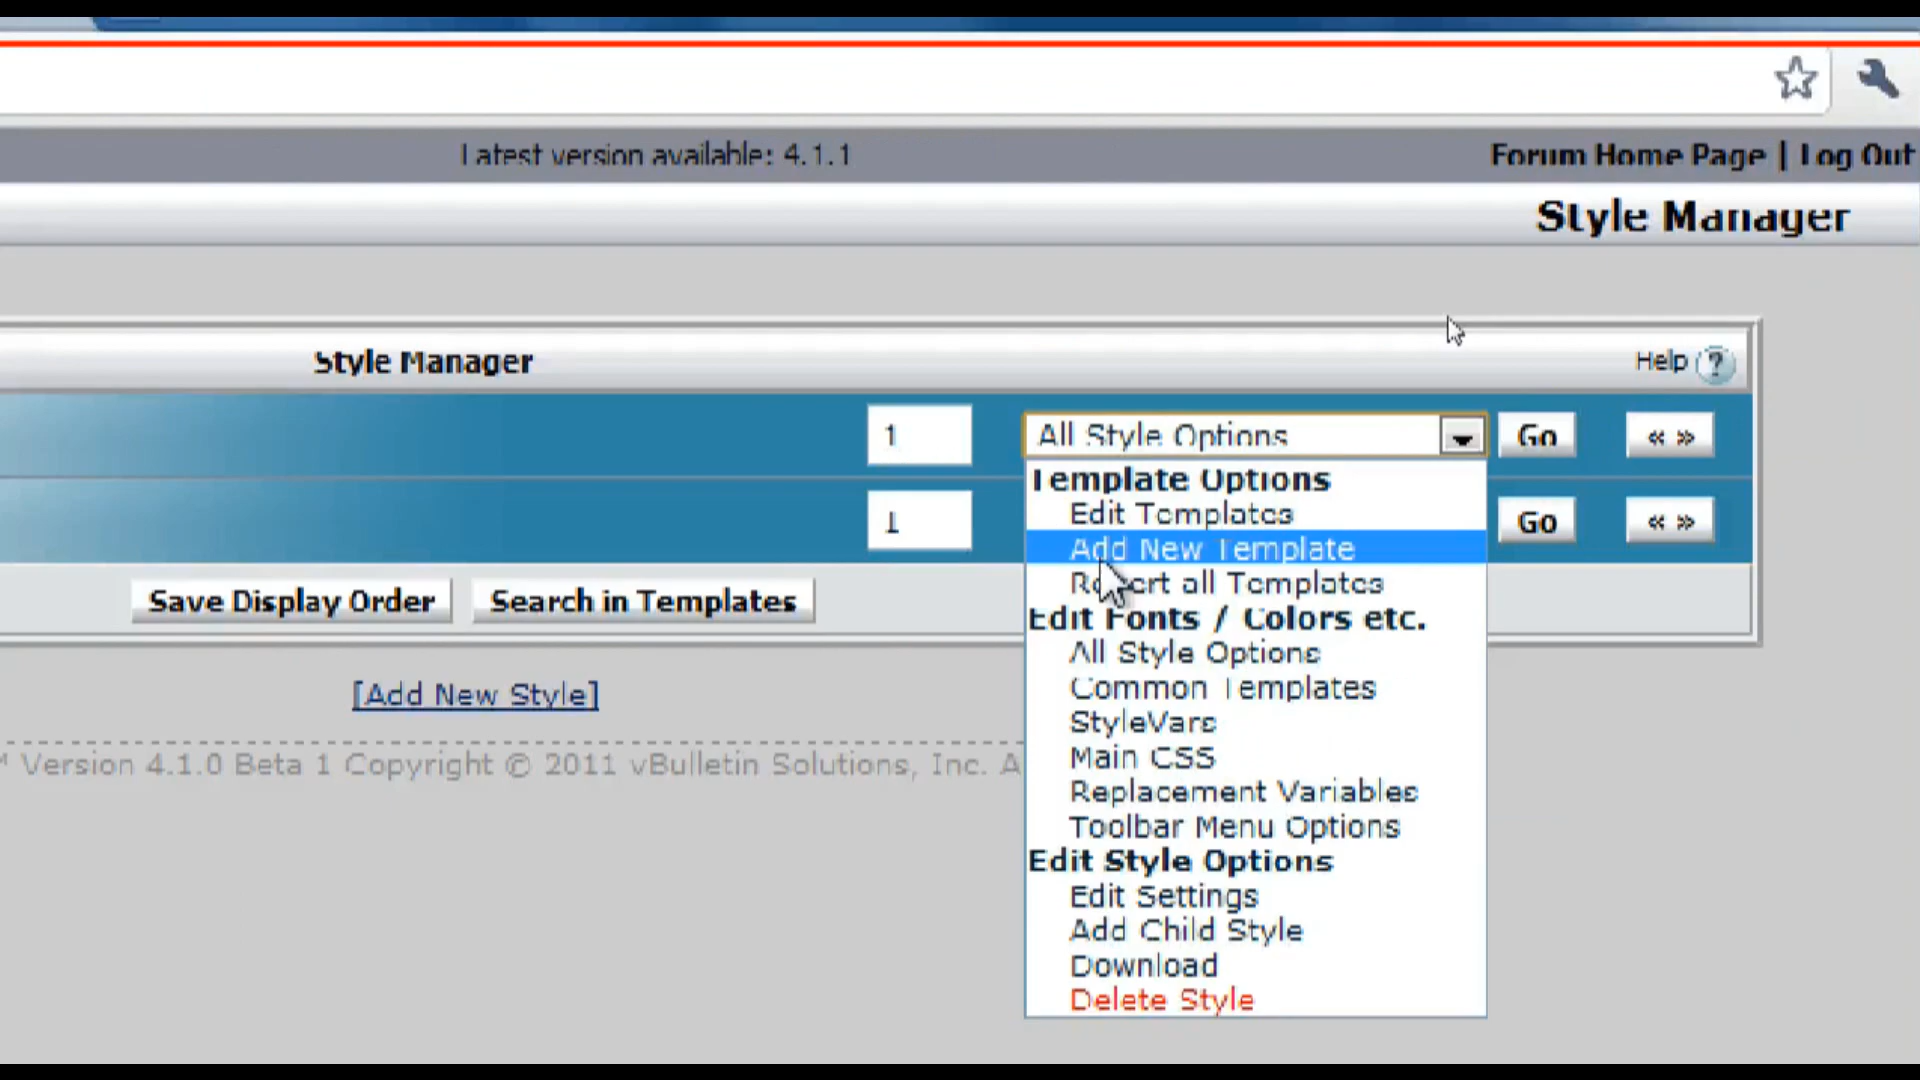 Latest version available: 4.1.1
Forum Home Page | Log Out
Style Manager
Style Manager
Help ?
1
All Style Options
Go
« »
Template Options
Edit Templates
1
Go
« »
Add New Template
Revert all Templates
Save Display Order
Search in Templates
Edit Fonts / Colors etc.
All Style Options
[Add New Style]
Common Templates
StyleVars
Version 4.1.0 Beta 1 Copyright © 2011 vBulletin Solutions, Inc. A
Main CSS
Replacement Variables
Toolbar Menu Options
Edit Style Options
Edit Settings
Add Child Style
Download
Delete Style